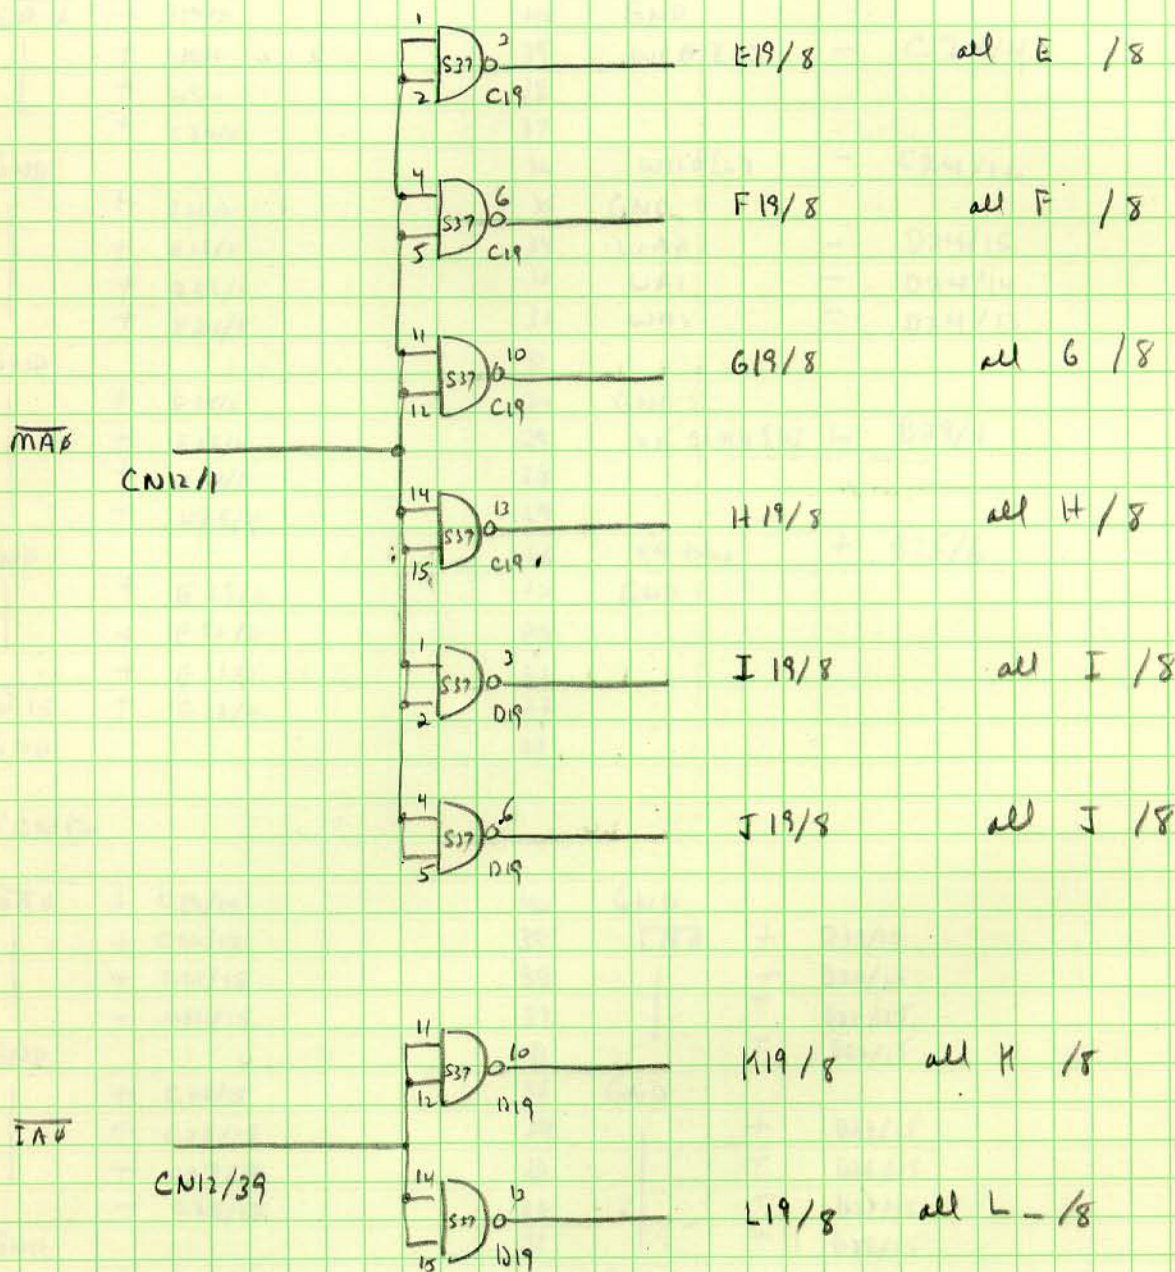 1
3
S37
E19/8 all E /8
2
C19
4
6
S37
F19/8 all F /8
5
C19
11
10
S37
G19/8 all G /8
12
C19
MAφ
CN12/1
14
13
S37
H19/8 all H /8
15
C19
1
3
S37
I19/8 all I /8
2
D19
4
6
S37
J19/8 all J /8
5
D19
11
10
S37
K19/8 all K /8
12
D19
IAφ
CN12/39
14
13
S37
L19/8 all L - /8
15
D19